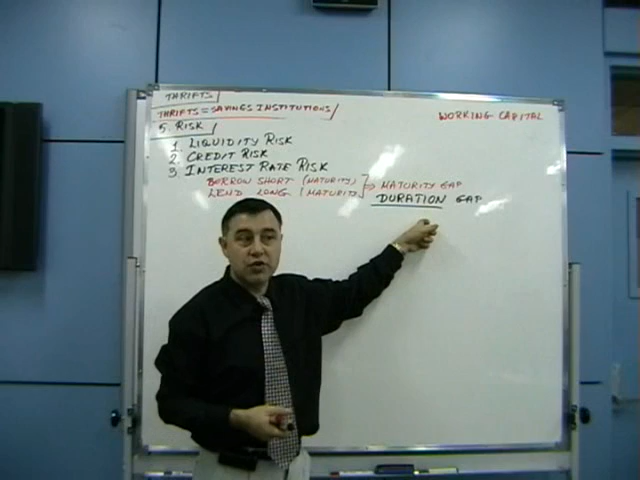 THRIFTS
THRIFTS = SAVINGS INSTITUTIONS
WORKING CAPITAL
5. RISK
1. LIQUIDITY RISK
2. CREDIT RISK
3. INTEREST RATE RISK
BORROW SHORT (MATURITY) ⇒ MATURITY GAP
LEND LONG (MATURITY) DURATION GAP